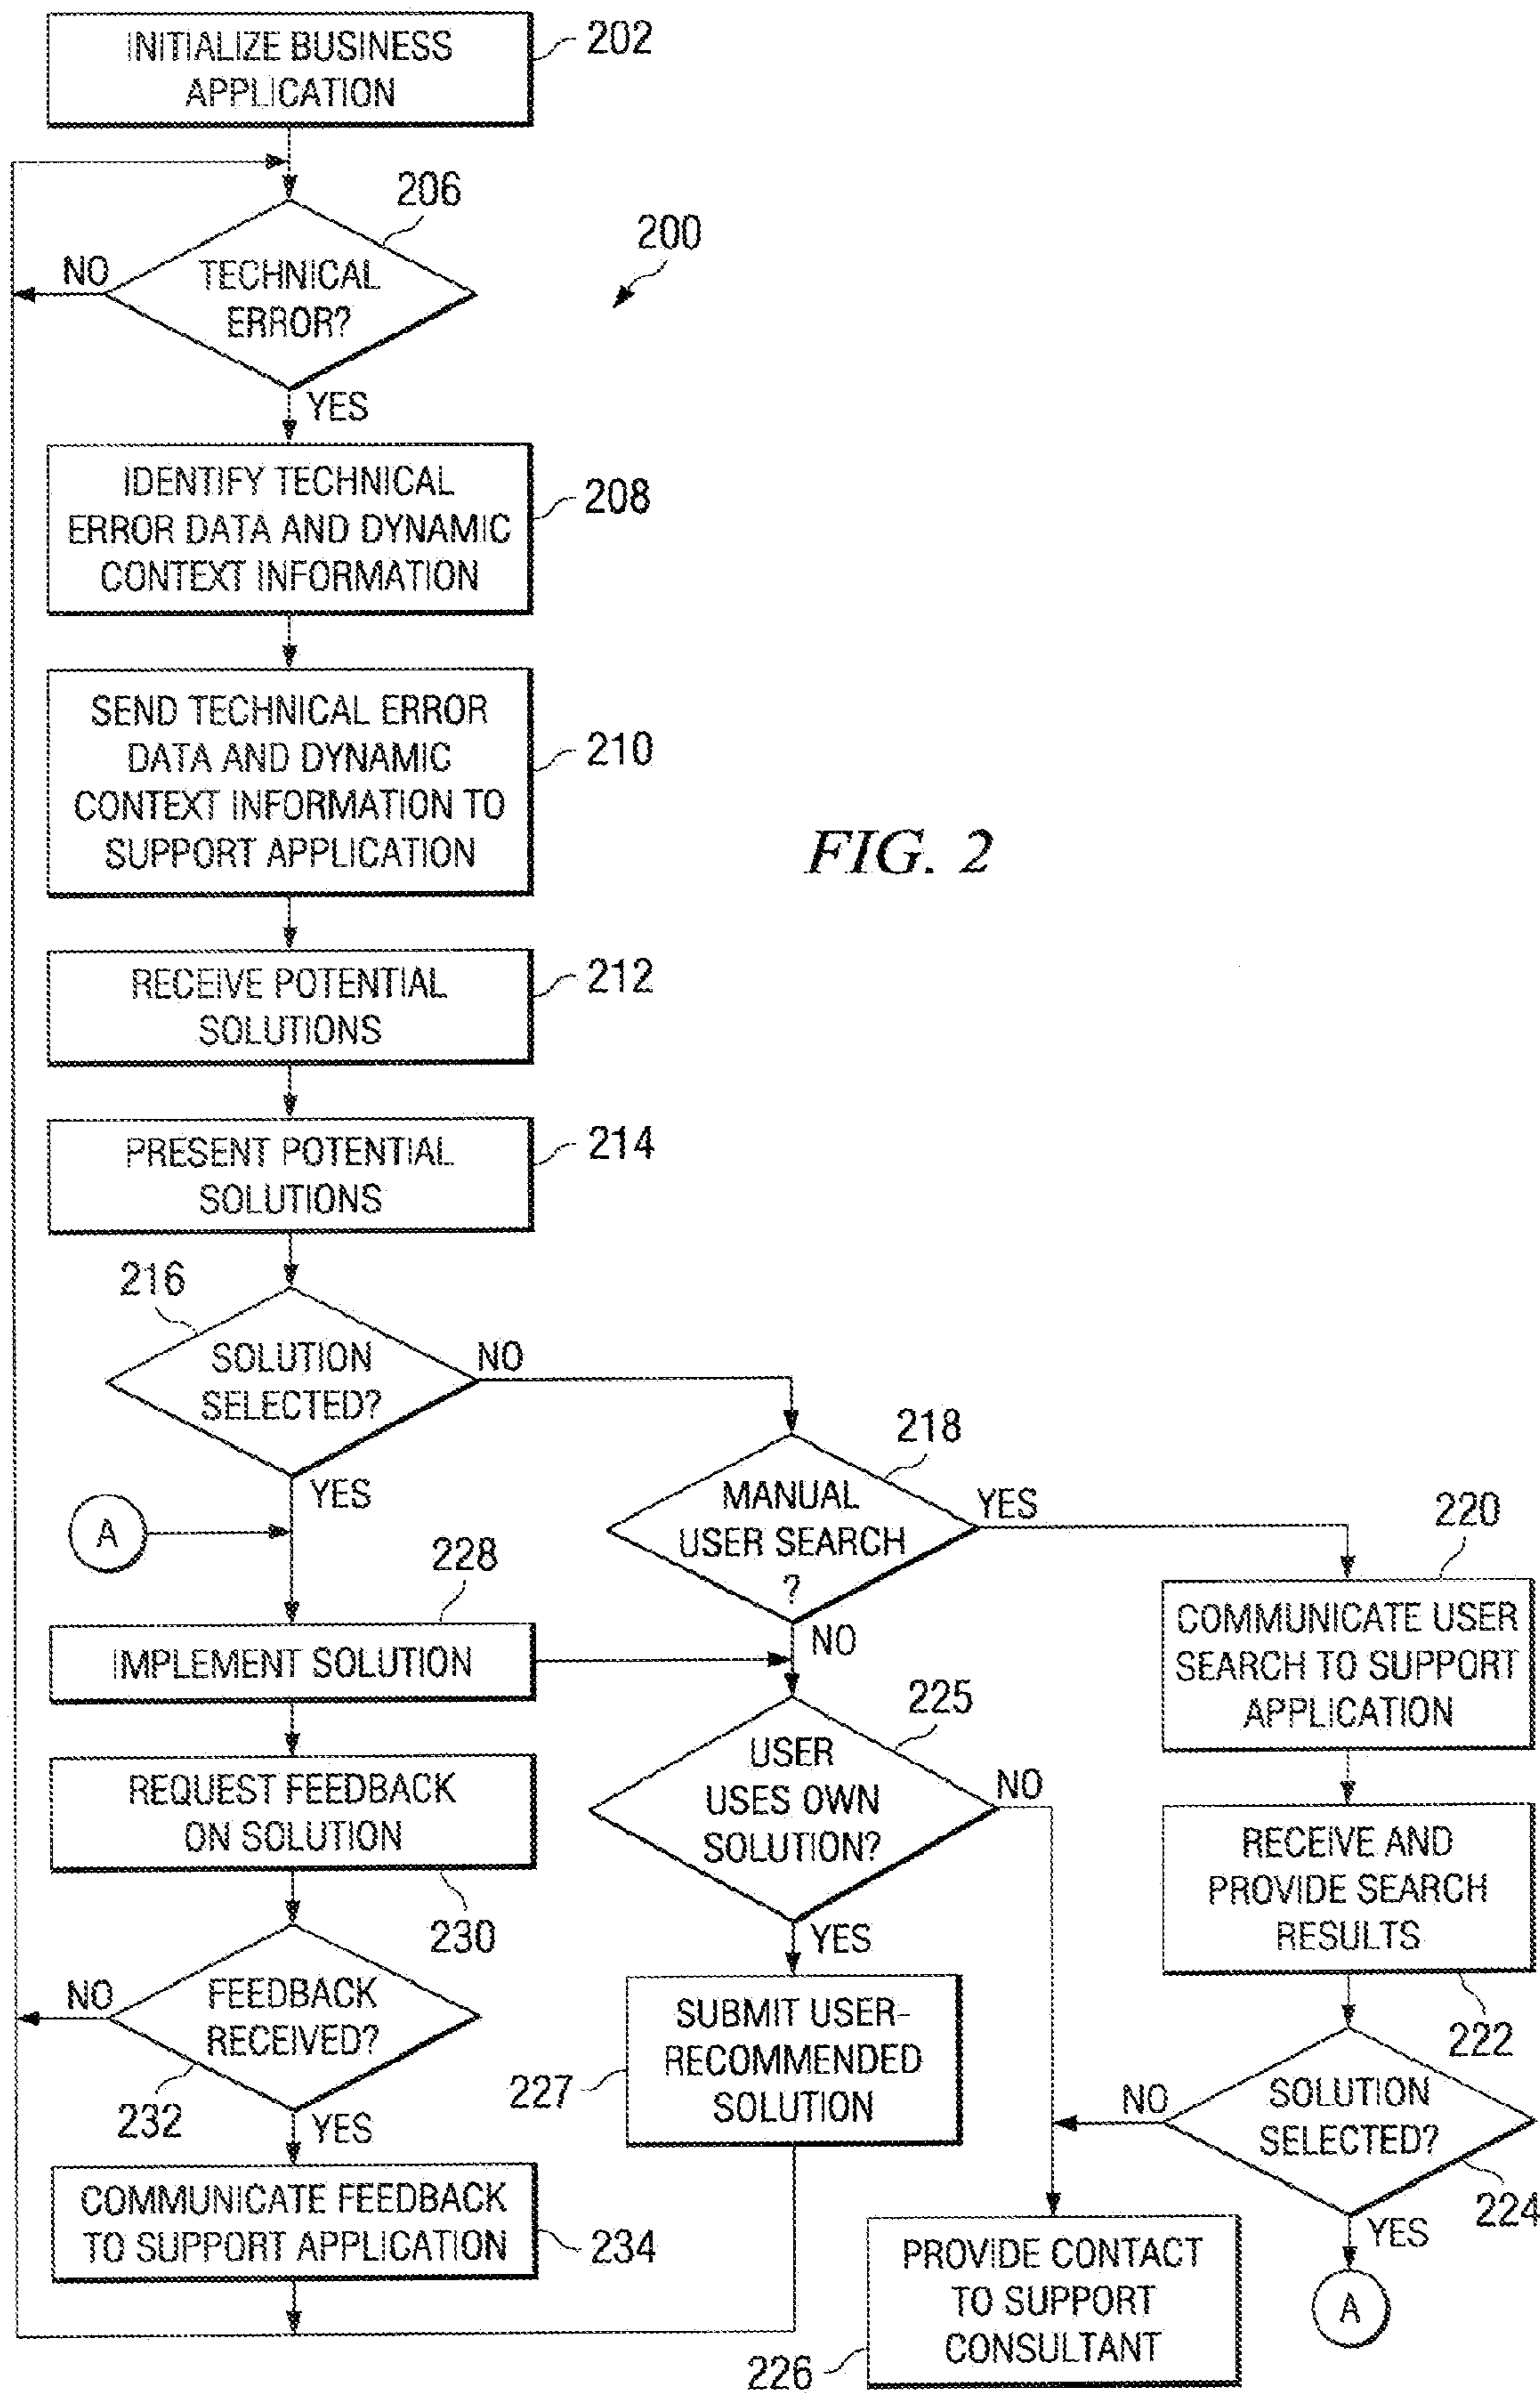 INITIALIZE BUSINESS
APPLICATION
202
206
200
TECHNICAL
ERROR?
NO
YES
IDENTIFY TECHNICAL
ERROR DATA AND DYNAMIC
CONTEXT INFORMATION
208
SEND TECHNICAL ERROR
DATA AND DYNAMIC
CONTEXT INFORMATION TO
SUPPORT APPLICATION
210
FIG. 2
RECEIVE POTENTIAL
SOLUTIONS
212
PRESENT POTENTIAL
SOLUTIONS
214
216
SOLUTION
SELECTED?
NO
YES
A
218
MANUAL
USER SEARCH
?
YES
NO
220
COMMUNICATE USER
SEARCH TO SUPPORT
APPLICATION
228
IMPLEMENT SOLUTION
225
USER
USES OWN
SOLUTION?
NO
YES
REQUEST FEEDBACK
ON SOLUTION
230
RECEIVE AND
PROVIDE SEARCH
RESULTS
222
FEEDBACK
RECEIVED?
NO
232
YES
SUBMIT USER-
RECOMMENDED
SOLUTION
227
SOLUTION
SELECTED?
NO
224
YES
A
COMMUNICATE FEEDBACK
TO SUPPORT APPLICATION
234
PROVIDE CONTACT
TO SUPPORT
CONSULTANT
226